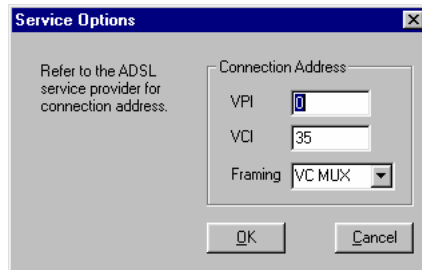 Service Options
Refer to the ADSL
service provider for
connection address.
Connection Address
VPI 0
VCI 35
Framing VC MUX
OK Cancel